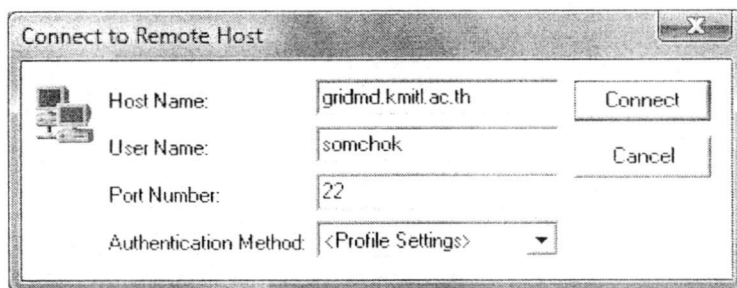 Connect to Remote Host
Host Name: gridmd.kmitl.ac.th
Connect
User Name: somchok
Cancel
Port Number: 22
Authentication Method: <Profile Settings>